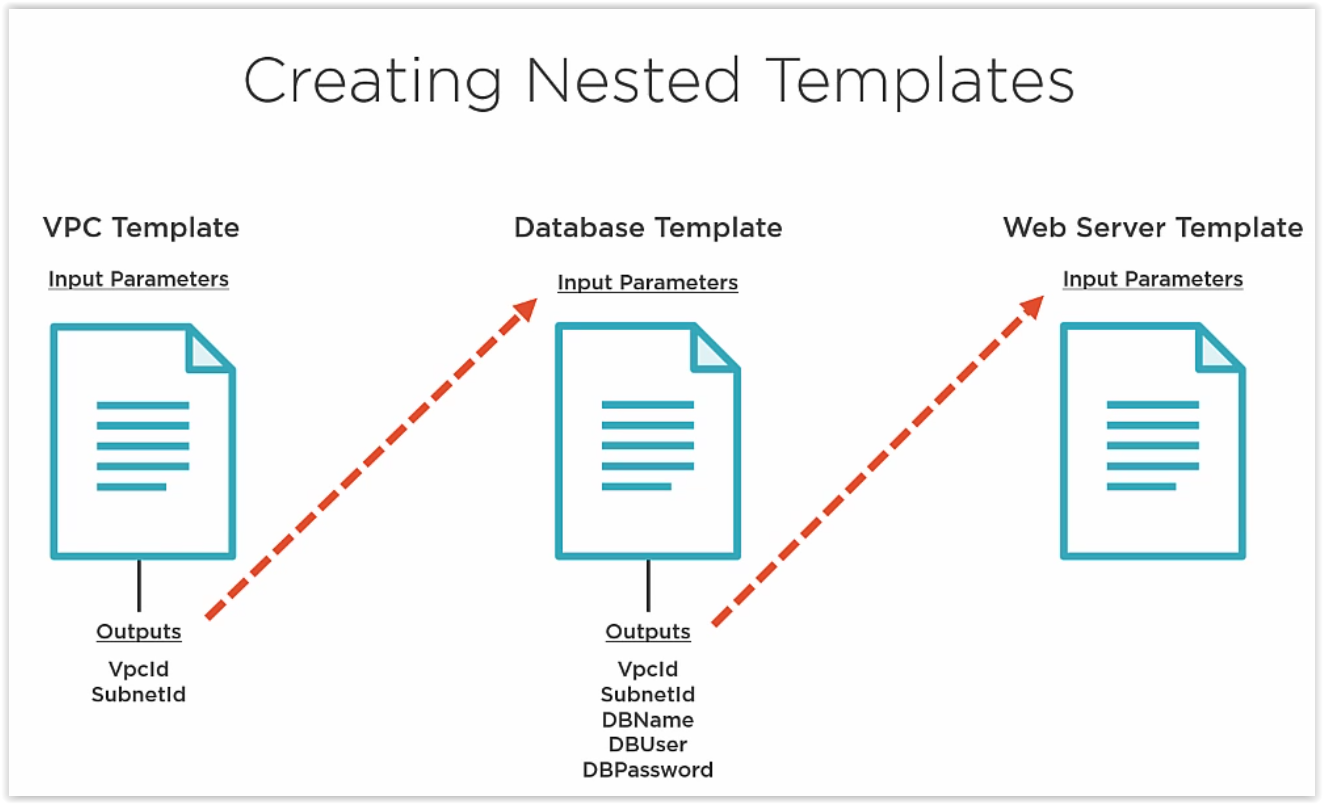 Creating Nested Templates
VPC Template
Input Parameters
Outputs
VpcId
SubnetId
Database Template
Input Parameters
Outputs
VpcId
SubnetId
DBName
DBUser
DBPassword
Web Server Template
Input Parameters